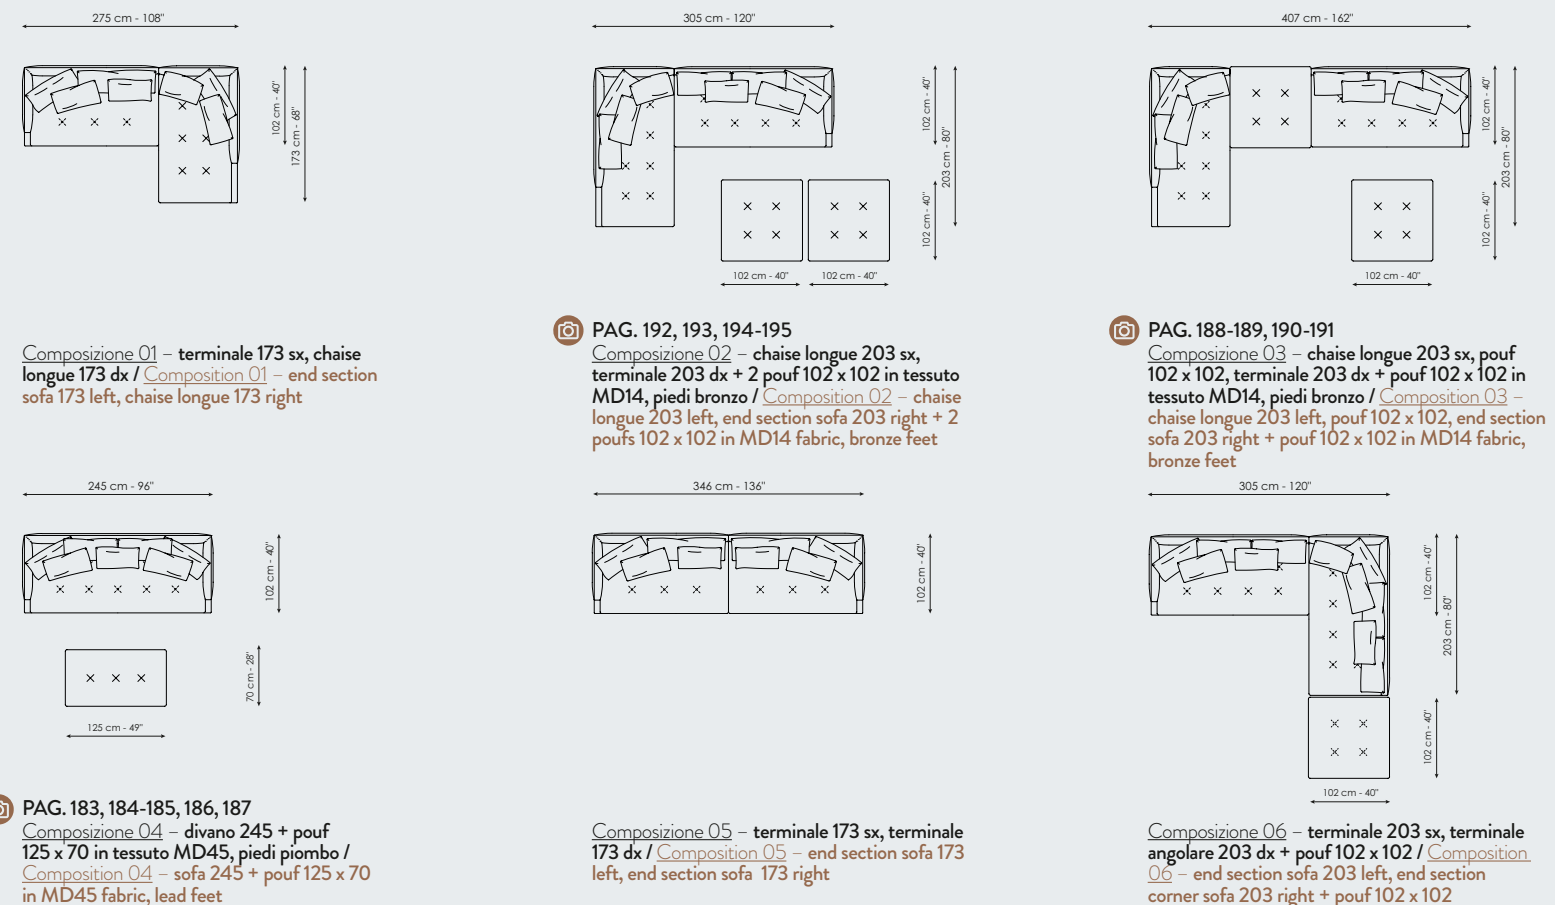 275 cm - 108"
102 cm - 40"
173 cm - 68"
Composizione 01 – terminale 173 sx, chaise
longue 173 dx / Composition 01 – end section
sofa 173 left, chaise longue 173 right
305 cm - 120"
102 cm - 40"
203 cm - 80"
102 cm - 40"
102 cm - 40"
102 cm - 40"
PAG. 192, 193, 194-195
Composizione 02 – chaise longue 203 sx,
terminale 203 dx + 2 pouf 102 x 102 in tessuto
MD14, piedi bronzo / Composition 02 – chaise
longue 203 left, end section sofa 203 right + 2
poufs 102 x 102 in MD14 fabric, bronze feet
407 cm - 162"
102 cm - 40"
203 cm - 80"
102 cm - 40"
102 cm - 40"
PAG. 188-189, 190-191
Composizione 03 – chaise longue 203 sx, pouf
102 x 102, terminale 203 dx + pouf 102 x 102 in
tessuto MD14, piedi bronzo / Composition 03 –
chaise longue 203 left, pouf 102 x 102, end section
sofa 203 right + pouf 102 x 102 in MD14 fabric,
bronze feet
245 cm - 96"
102 cm - 40"
70 cm - 28"
125 cm - 49"
PAG. 183, 184-185, 186, 187
Composizione 04 – divano 245 + pouf
125 x 70 in tessuto MD45, piedi piombo /
Composition 04 – sofa 245 + pouf 125 x 70
in MD45 fabric, lead feet
346 cm - 136"
102 cm - 40"
Composizione 05 – terminale 173 sx, terminale
173 dx / Composition 05 – end section sofa 173
left, end section sofa 173 right
305 cm - 120"
102 cm - 40"
203 cm - 80"
102 cm - 40"
102 cm - 40"
Composizione 06 – terminale 203 sx, terminale
angolare 203 dx + pouf 102 x 102 / Composition
06 – end section sofa 203 left, end section
corner sofa 203 right + pouf 102 x 102